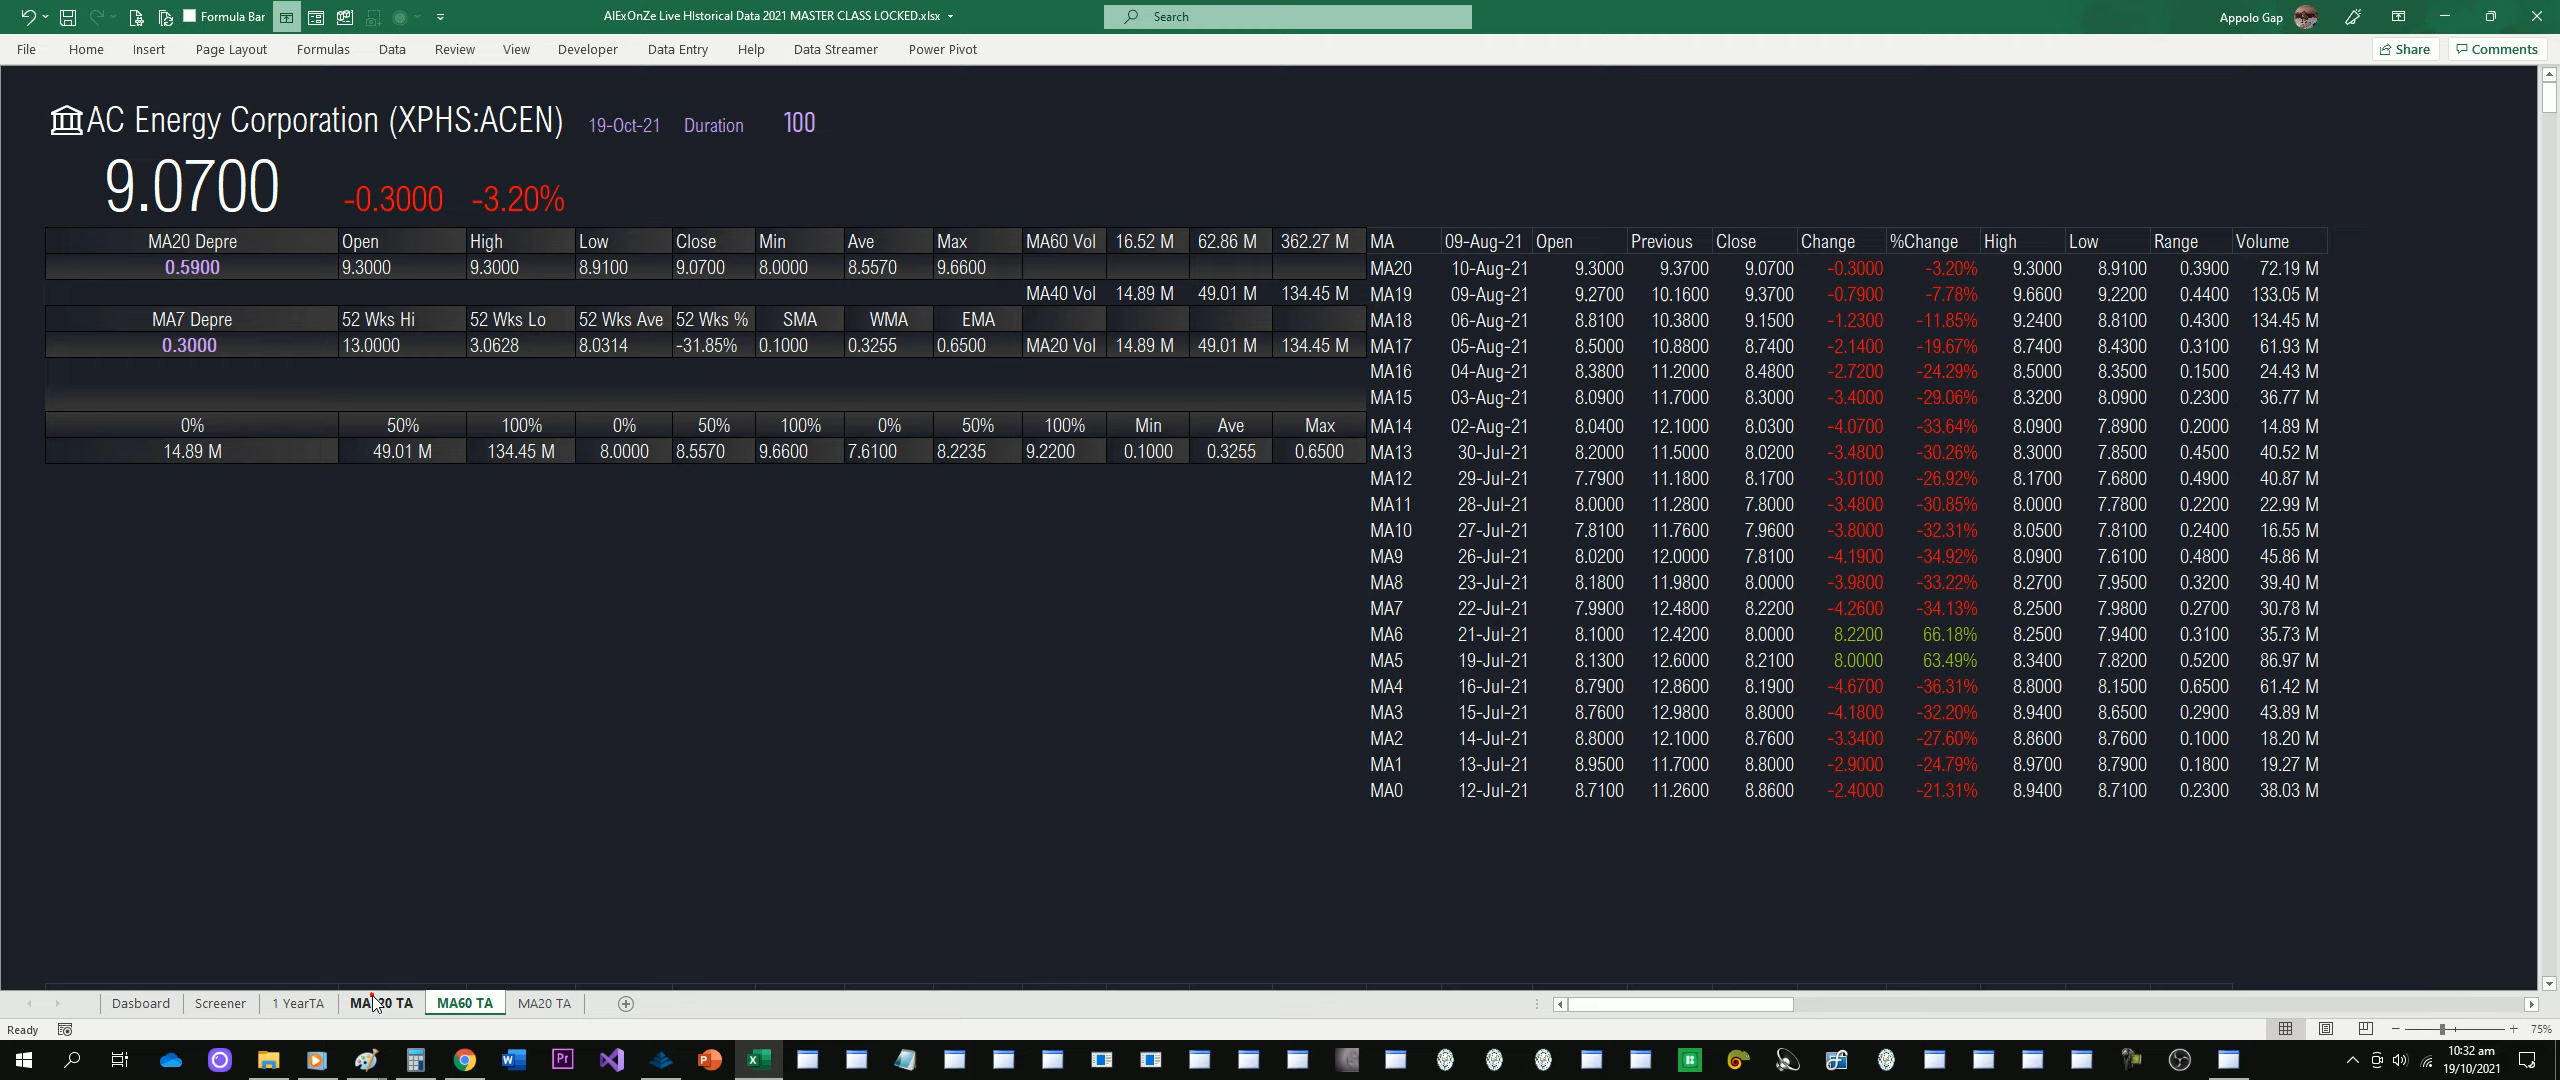 Formula Bar
AlExOnZe Live HIstorical Data 2021 MASTER CLASS LOCKED.xlsx
Search
Appolo Gap
File Home Insert Page Layout Formulas Data Review View Developer Data Entry Help Data Streamer Power Pivot Share Comments
AC Energy Corporation (XPHS:ACEN) 19-Oct-21 Duration 100
9.0700 -0.3000 -3.20%
MA20 Depre Open High Low Close Min Ave Max MA60 Vol 16.52 M 62.86 M 362.27 M
0.5900 9.3000 9.3000 8.9100 9.0700 8.0000 8.5570 9.6600
MA40 Vol 14.89 M 49.01 M 134.45 M
MA7 Depre 52 Wks Hi 52 Wks Lo 52 Wks Ave 52 Wks % SMA WMA EMA
0.3000 13.0000 3.0628 8.0314 -31.85% 0.1000 0.3255 0.6500 MA20 Vol 14.89 M 49.01 M 134.45 M
0% 50% 100% 0% 50% 100% 0% 50% 100% Min Ave Max
14.89 M 49.01 M 134.45 M 8.0000 8.5570 9.6600 7.6100 8.2235 9.2200 0.1000 0.3255 0.6500
MA 09-Aug-21 Open Previous Close Change %Change High Low Range Volume
MA20 10-Aug-21 9.3000 9.3700 9.0700 -0.3000 -3.20% 9.3000 8.9100 0.3900 72.19 M
MA19 09-Aug-21 9.2700 10.1600 9.3700 -0.7900 -7.78% 9.6600 9.2200 0.4400 133.05 M
MA18 06-Aug-21 8.8100 10.3800 9.1500 -1.2300 -11.85% 9.2400 8.8100 0.4300 134.45 M
MA17 05-Aug-21 8.5000 10.8800 8.7400 -2.1400 -19.67% 8.7400 8.4300 0.3100 61.93 M
MA16 04-Aug-21 8.3800 11.2000 8.4800 -2.7200 -24.29% 8.5000 8.3500 0.1500 24.43 M
MA15 03-Aug-21 8.0900 11.7000 8.3000 -3.4000 -29.06% 8.3200 8.0900 0.2300 36.77 M
MA14 02-Aug-21 8.0400 12.1000 8.0300 -4.0700 -33.64% 8.0900 7.8900 0.2000 14.89 M
MA13 30-Jul-21 8.2000 11.5000 8.0200 -3.4800 -30.26% 8.3000 7.8500 0.4500 40.52 M
MA12 29-Jul-21 7.7900 11.1800 8.1700 -3.0100 -26.92% 8.1700 7.6800 0.4900 40.87 M
MA11 28-Jul-21 8.0000 11.2800 7.8000 -3.4800 -30.85% 8.0000 7.7800 0.2200 22.99 M
MA10 27-Jul-21 7.8100 11.7600 7.9600 -3.8000 -32.31% 8.0500 7.8100 0.2400 16.55 M
MA9 26-Jul-21 8.0200 12.0000 7.8100 -4.1900 -34.92% 8.0900 7.6100 0.4800 45.86 M
MA8 23-Jul-21 8.1800 11.9800 8.0000 -3.9800 -33.22% 8.2700 7.9500 0.3200 39.40 M
MA7 22-Jul-21 7.9900 12.4800 8.2200 -4.2600 -34.13% 8.2500 7.9800 0.2700 30.78 M
MA6 21-Jul-21 8.1000 12.4200 8.0000 8.2200 66.18% 8.2500 7.9400 0.3100 35.73 M
MA5 19-Jul-21 8.1300 12.6000 8.2100 8.0000 63.49% 8.3400 7.8200 0.5200 86.97 M
MA4 16-Jul-21 8.7900 12.8600 8.1900 -4.6700 -36.31% 8.8000 8.1500 0.6500 61.42 M
MA3 15-Jul-21 8.7600 12.9800 8.8000 -4.1800 -32.20% 8.9400 8.6500 0.2900 43.89 M
MA2 14-Jul-21 8.8000 12.1000 8.7600 -3.3400 -27.60% 8.8600 8.7600 0.1000 18.20 M
MA1 13-Jul-21 8.9500 11.7000 8.8000 -2.9000 -24.79% 8.9700 8.7900 0.1800 19.27 M
MA0 12-Jul-21 8.7100 11.2600 8.8600 -2.4000 -21.31% 8.9400 8.7100 0.2300 38.03 M
Dasboard Screener 1 YearTA TA MA60 TA MA20 TA
Ready 75%
10:32 am
19/10/2021